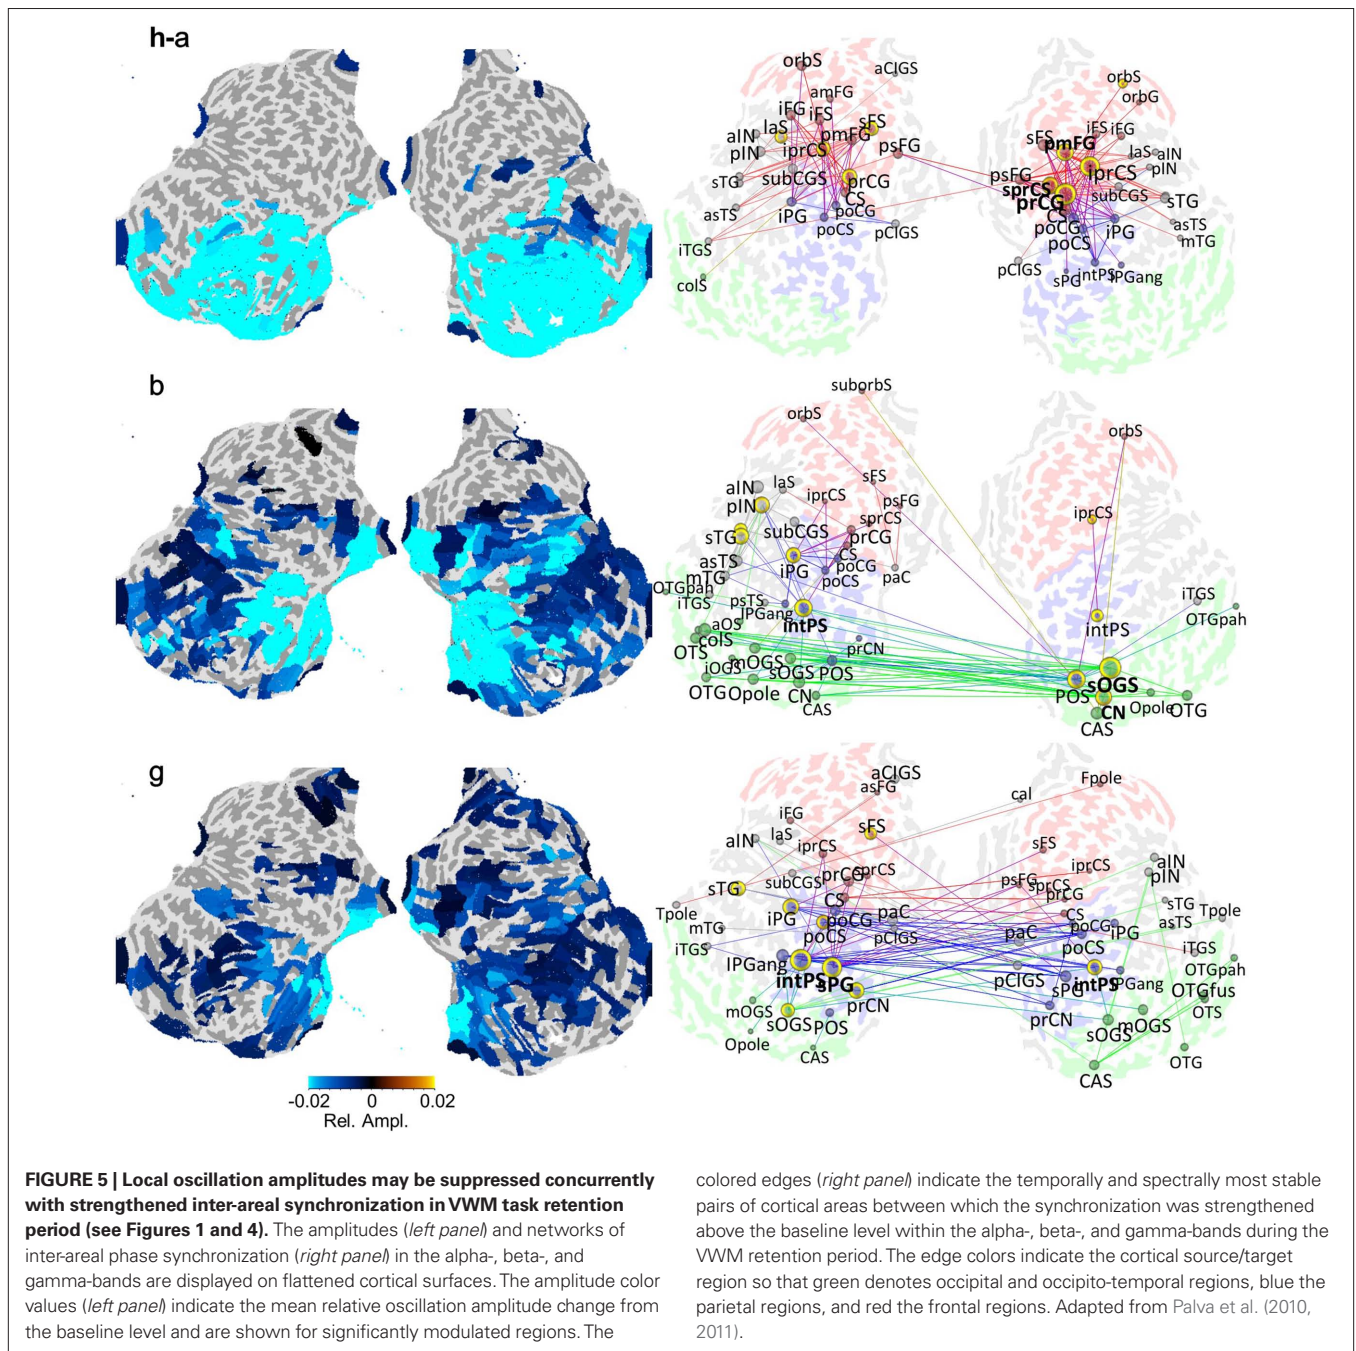 h-a
orbS
aCIGS
amFG
iFG
iFS
laS
sFS
pmFG
aIN
pIN
iprCS
psFG
sTG
subCGS
prCG
CS
asTS
iPG
poCG
poCS
pCIGS
iTGS
colS
orbS
orbG
iFS
iFG
sFS
pmFG
laS
aIN
pIN
iprCS
psFG
sprCS
subCGS
sTG
prCG
CS
poCG
iPG
asTS
poCS
mTG
pCIGS
sPG
intPS
lPGang
b
suborbS
orbS
sFS
laS
aIN
iprCS
psFG
pIN
sprCS
subCGS
prCG
sTG
CS
asTS
iPG
poCG
poCS
paC
mTG
OTGpah
iTGS
psTS
lPGang
intPS
aOS
colS
prCN
OTS
mOGS
iOGS
sOGS
POS
OTG
Opole
CN
CAS
orbS
iprCS
iTGS
OTGpah
intPS
sOGS
POS
CN
Opole
OTG
CAS
g
aCIGS
asFG
iFG
sFS
laS
aIN
iprCS
sprCS
prCG
subCGS
sTG
CS
Tpole
iPG
poCG
paC
mTG
poCS
pCIGS
iTGS
lPGang
intPS
sPG
mOGS
prCN
sOGS
POS
Opole
CAS
Fpole
cal
sFS
aIN
iprCS
pIN
psFG
sprCS
prCG
sTG
CS
Tpole
asTS
poCG
iPG
paC
poCS
iTGS
OTGpah
pCIGS
sPG
intPS
lPGang
OTGfus
OTS
prCN
mOGS
sOGS
OTG
CAS
-0.02 0 0.02
Rel. Ampl.
FIGURE 5 | Local oscillation amplitudes may be suppressed concurrently
with strengthened inter-areal synchronization in VWM task retention
period (see Figures 1 and 4). The amplitudes (left panel) and networks of
inter-areal phase synchronization (right panel) in the alpha-, beta-, and
gamma-bands are displayed on flattened cortical surfaces. The amplitude color
values (left panel) indicate the mean relative oscillation amplitude change from
the baseline level and are shown for significantly modulated regions. The
colored edges (right panel) indicate the temporally and spectrally most stable
pairs of cortical areas between which the synchronization was strengthened
above the baseline level within the alpha-, beta-, and gamma-bands during the
VWM retention period. The edge colors indicate the cortical source/target
region so that green denotes occipital and occipito-temporal regions, blue the
parietal regions, and red the frontal regions. Adapted from Palva et al. (2010,
2011).